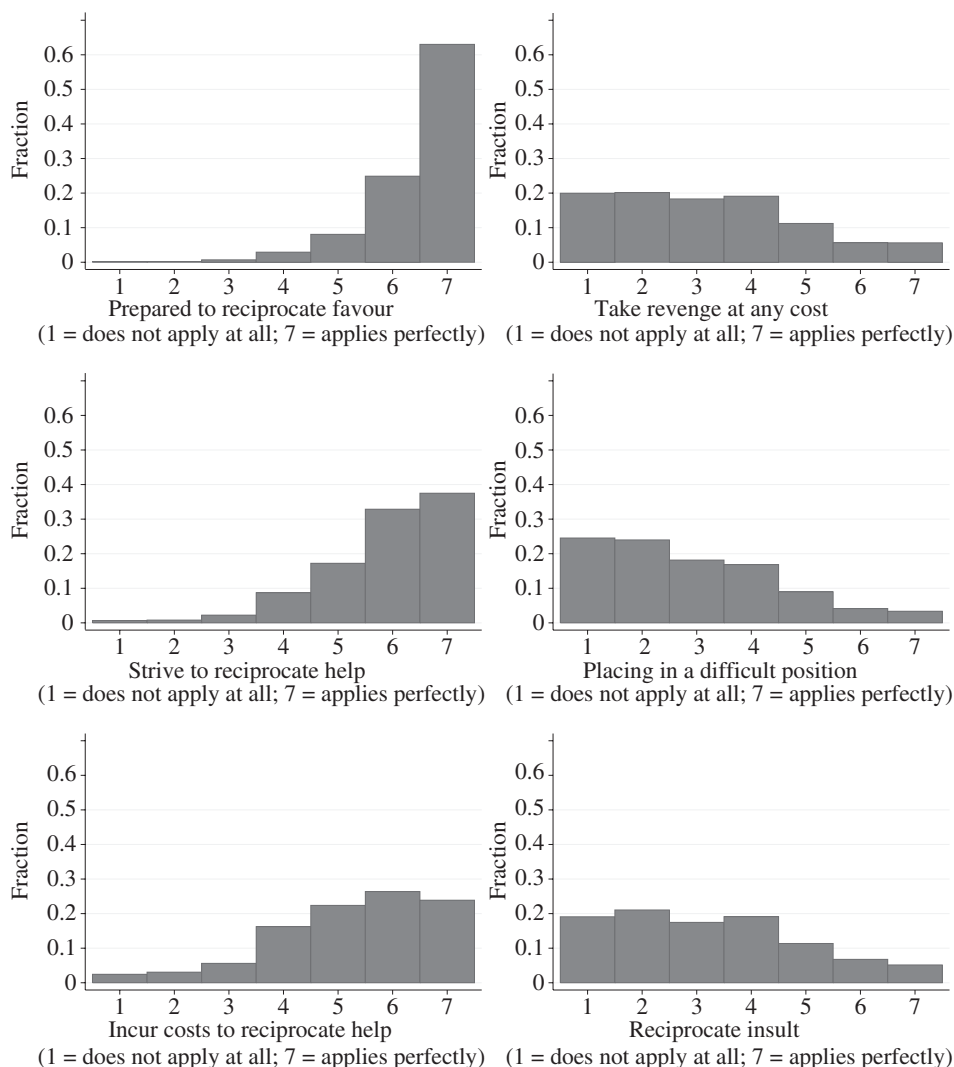 Fraction
0.6
0.5
0.4
0.3
0.2
0.1
0
1 2 3 4 5 6 7
Prepared to reciprocate favour
(1 = does not apply at all; 7 = applies perfectly)
Fraction
0.6
0.5
0.4
0.3
0.2
0.1
0
1 2 3 4 5 6 7
Take revenge at any cost
(1 = does not apply at all; 7 = applies perfectly)
Fraction
0.6
0.5
0.4
0.3
0.2
0.1
0
1 2 3 4 5 6 7
Strive to reciprocate help
(1 = does not apply at all; 7 = applies perfectly)
Fraction
0.6
0.5
0.4
0.3
0.2
0.1
0
1 2 3 4 5 6 7
Placing in a difficult position
(1 = does not apply at all; 7 = applies perfectly)
Fraction
0.6
0.5
0.4
0.3
0.2
0.1
0
1 2 3 4 5 6 7
Incur costs to reciprocate help
(1 = does not apply at all; 7 = applies perfectly)
Fraction
0.6
0.5
0.4
0.3
0.2
0.1
0
1 2 3 4 5 6 7
Reciprocate insult
(1 = does not apply at all; 7 = applies perfectly)